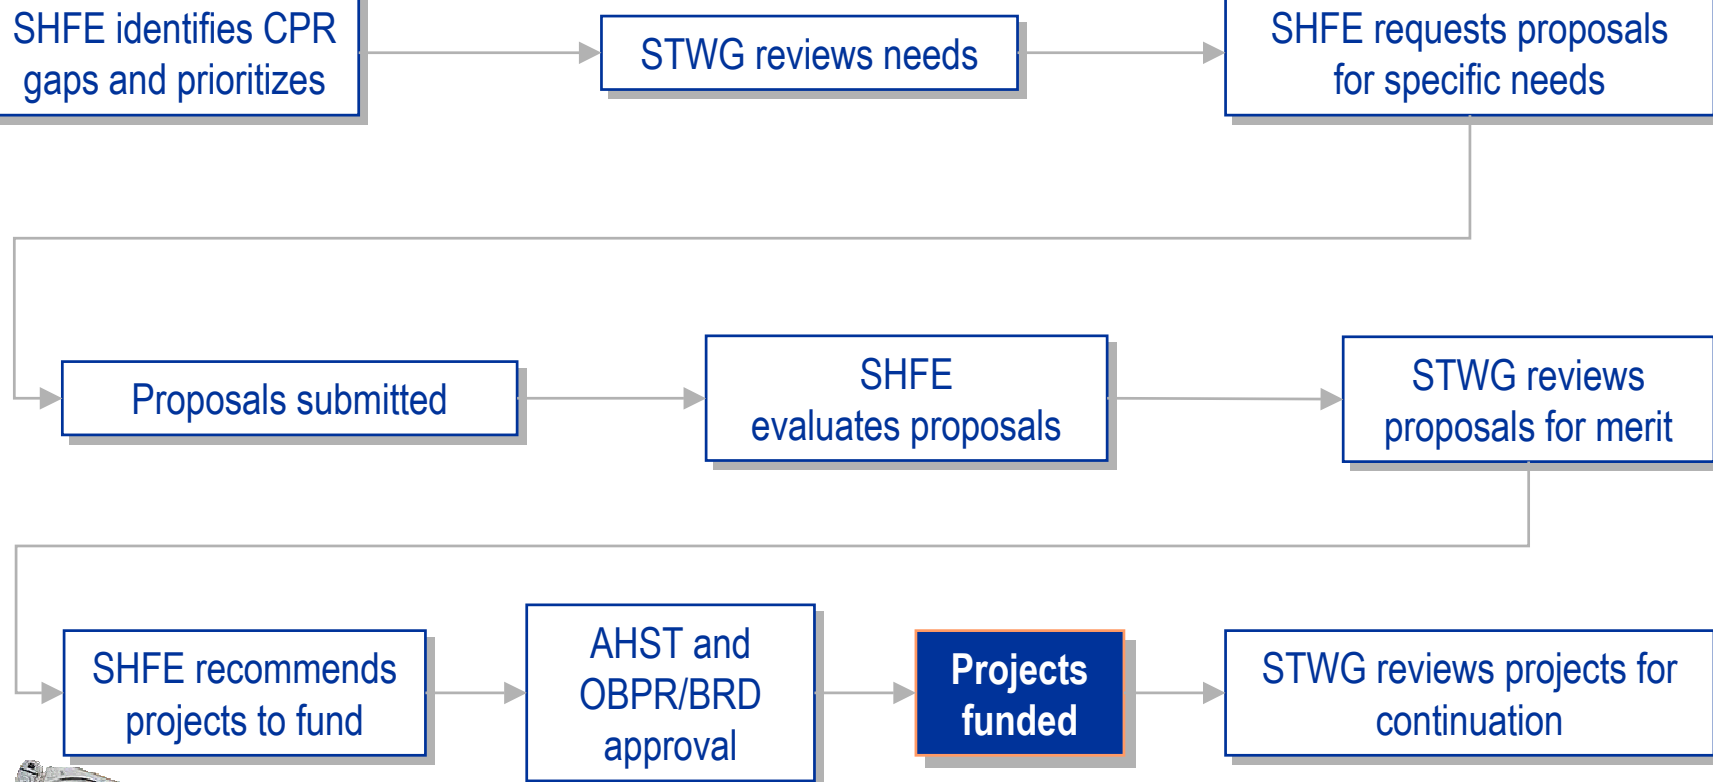 SHFE identifies CPR
gaps and prioritizes
STWG reviews needs
SHFE requests proposals
for specific needs
Proposals submitted
SHFE
evaluates proposals
STWG reviews
proposals for merit
SHFE recommends
projects to fund
AHST and
OBPR/BRD
approval
Projects
funded
STWG reviews projects for
continuation